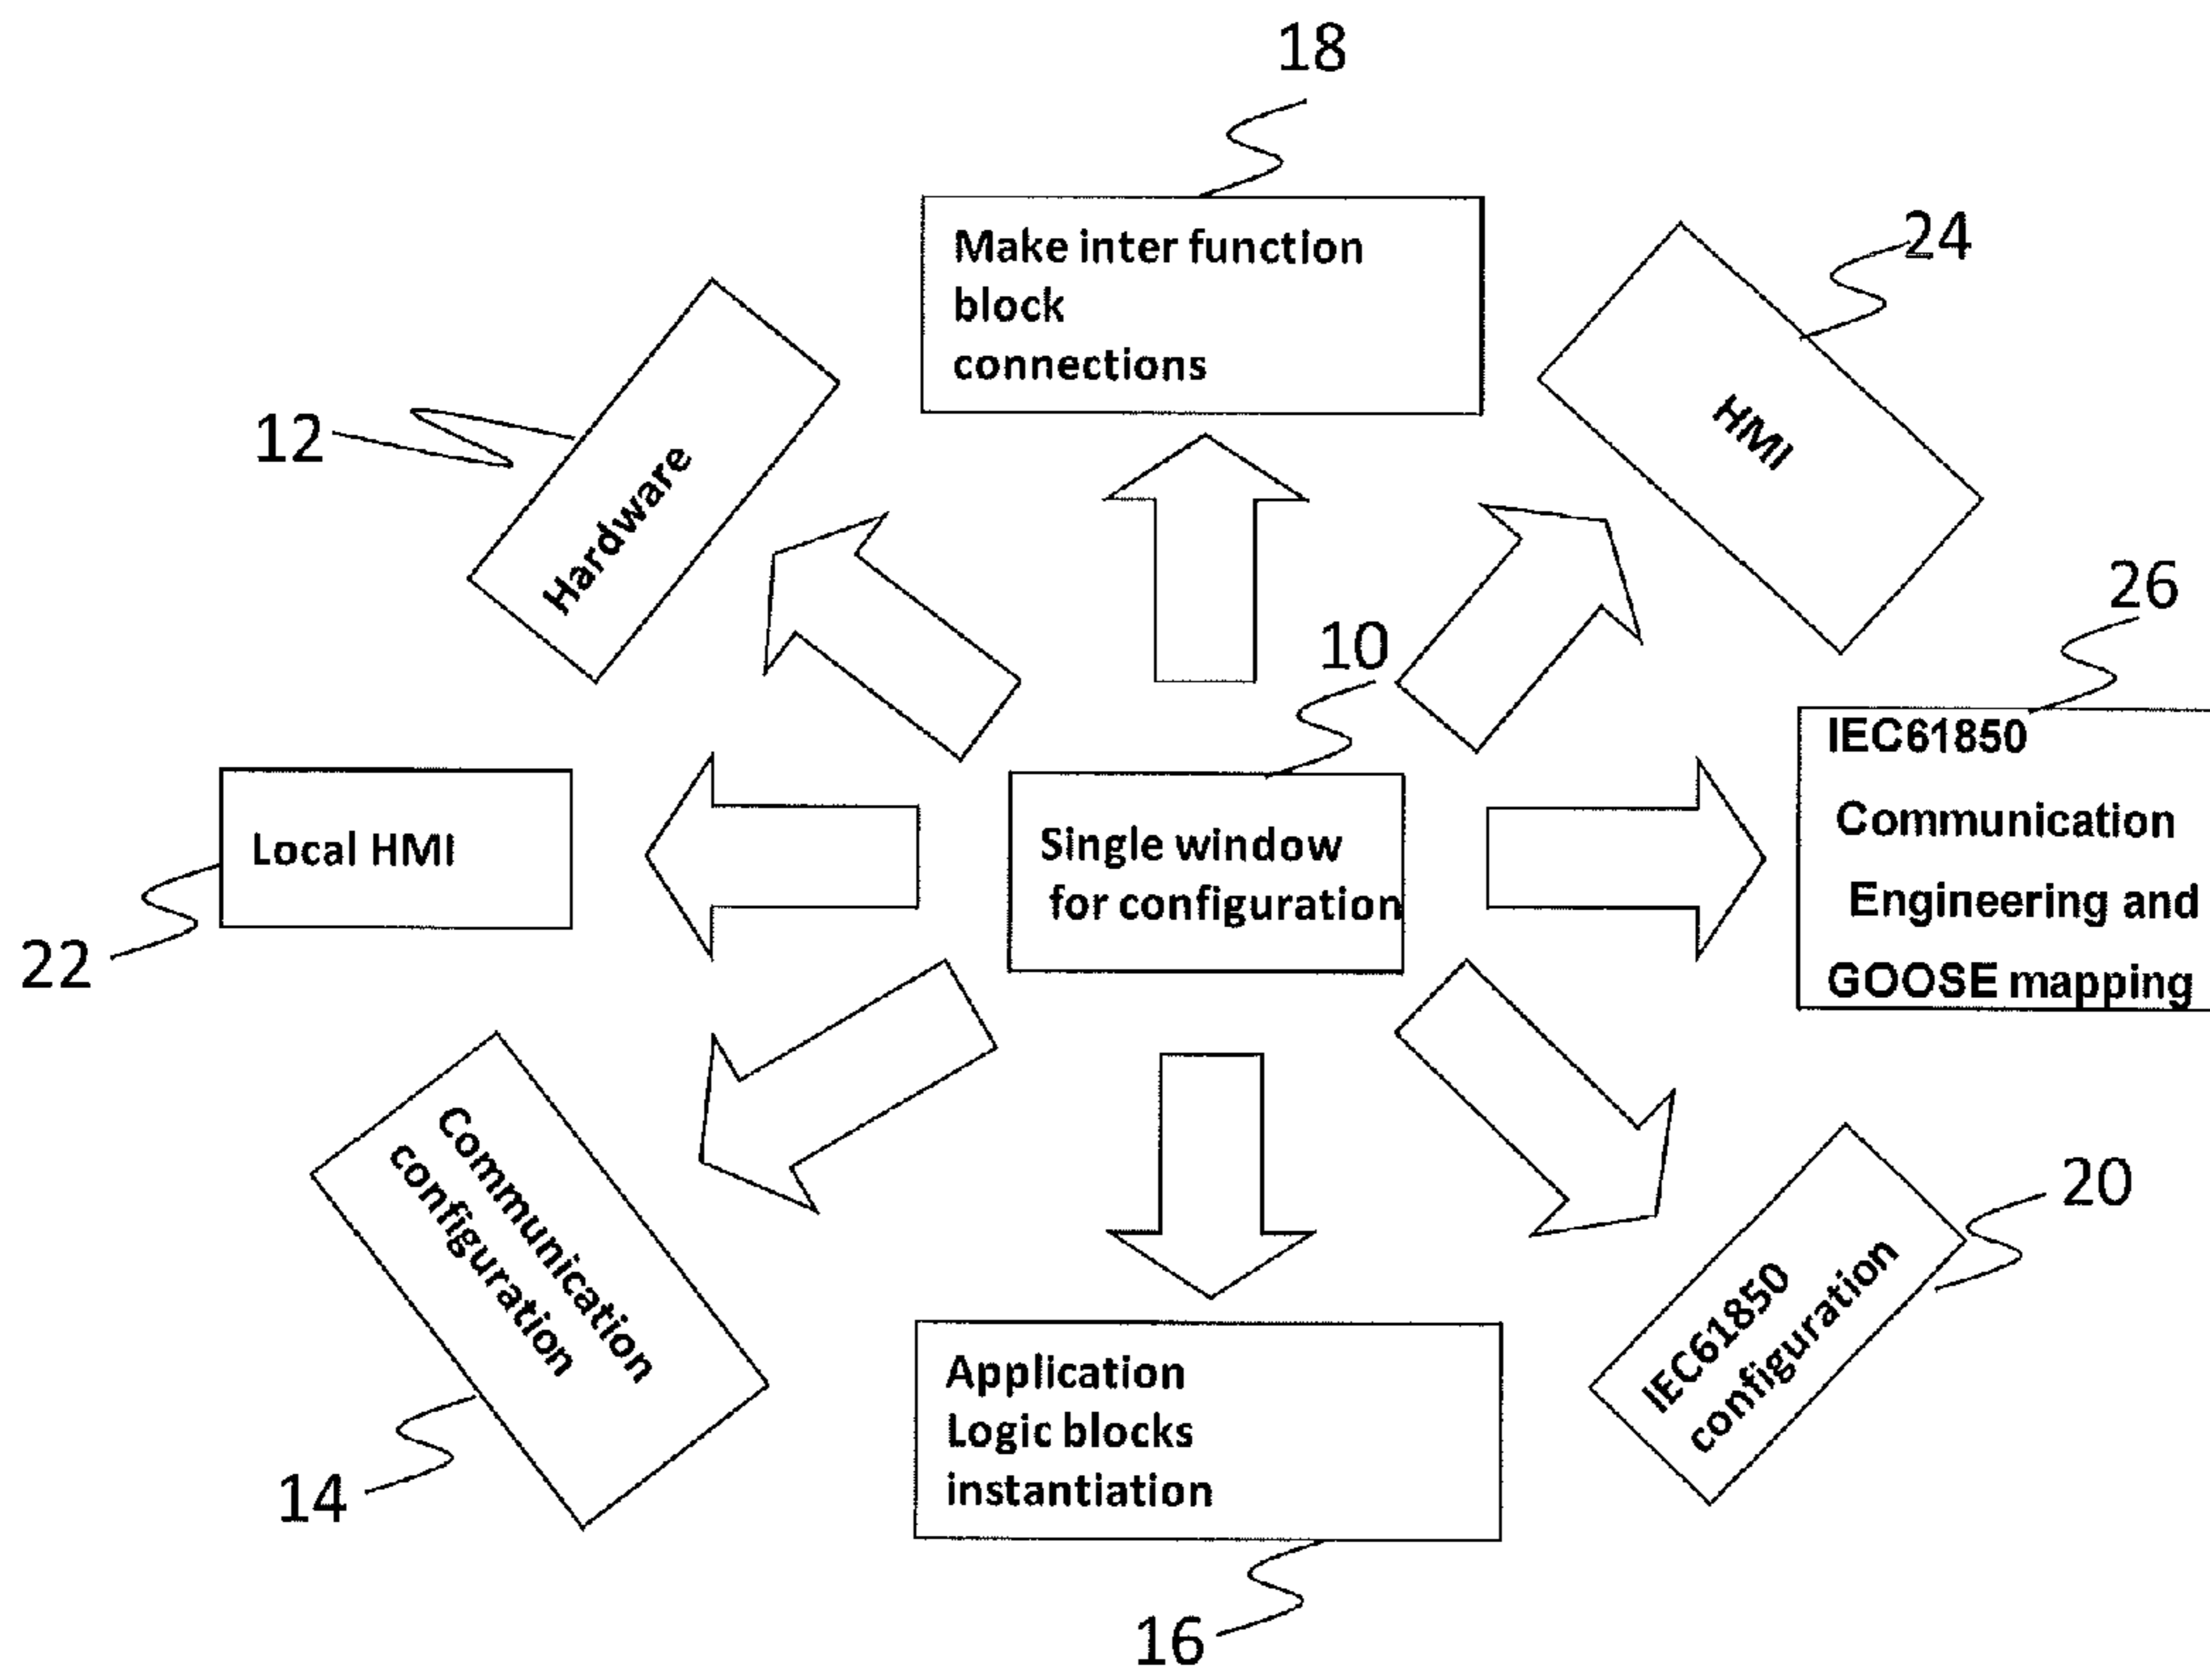 18
Make inter function
block
connections
24
HMI
12
Hardware
26
IEC61850
Communication
Engineering and
GOOSE mapping
10
Single window
for configuration
Local HMI
22
Communication
configuration
14
Application
Logic blocks
instantiation
16
IEC61850
configuration
20